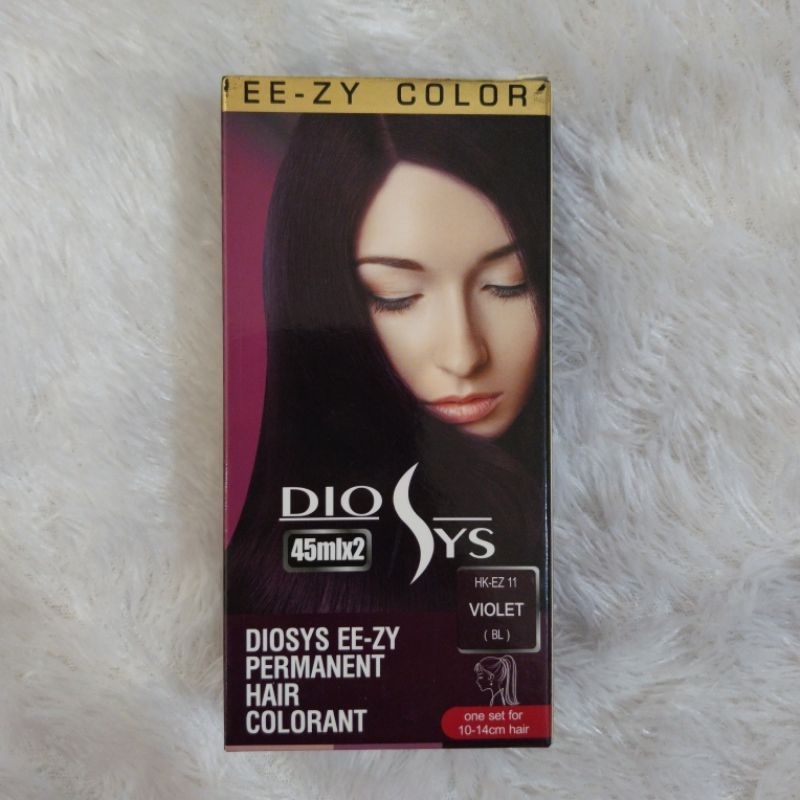 EE-ZY COLOR
DIOSYS
45mlx2
HK-EZ 11
VIOLET
( BL )
DIOSYS EE-ZY
PERMANENT
HAIR
COLORANT
one set for
10-14cm hair